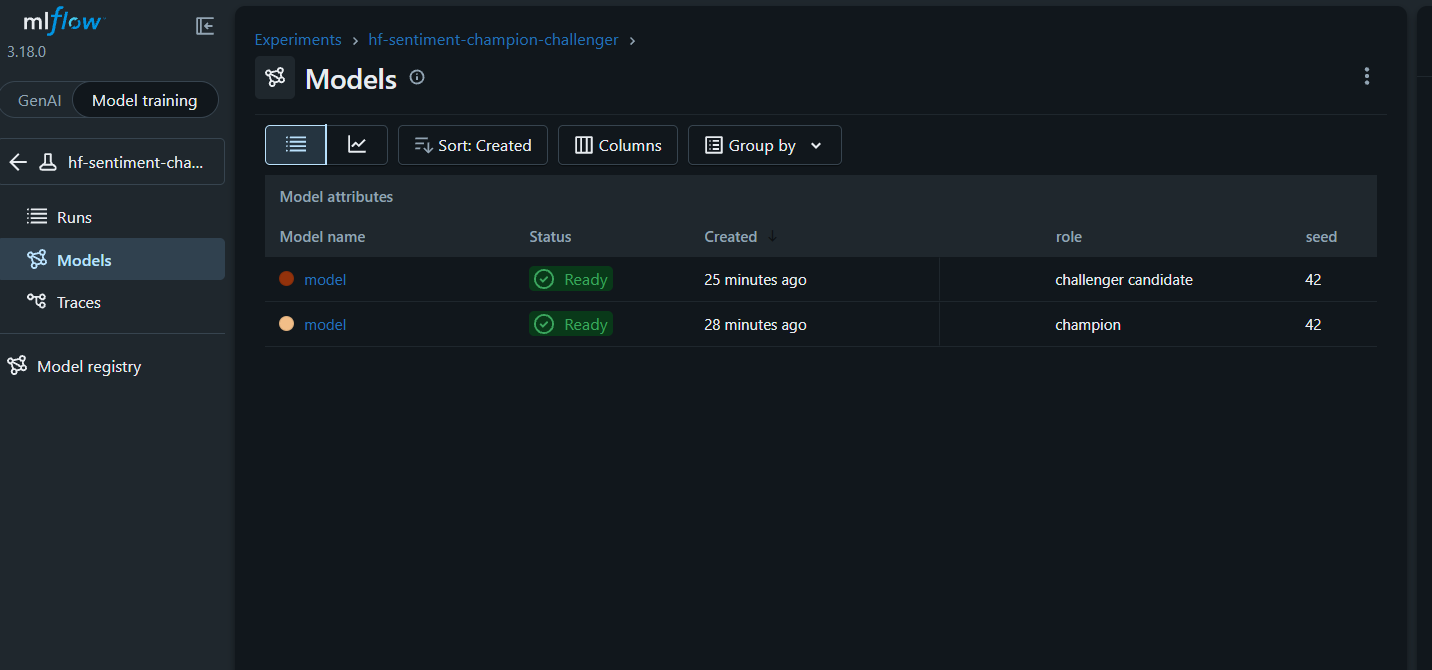 mlflow
3.18.0
GenAI Model training
hf-sentiment-cha...
Runs
Models
Traces
Model registry
Experiments > hf-sentiment-champion-challenger >
Models
Sort: Created Columns Group by
Model attributes
Model name Status Created role seed
model Ready 25 minutes ago challenger candidate 42
model Ready 28 minutes ago champion 42